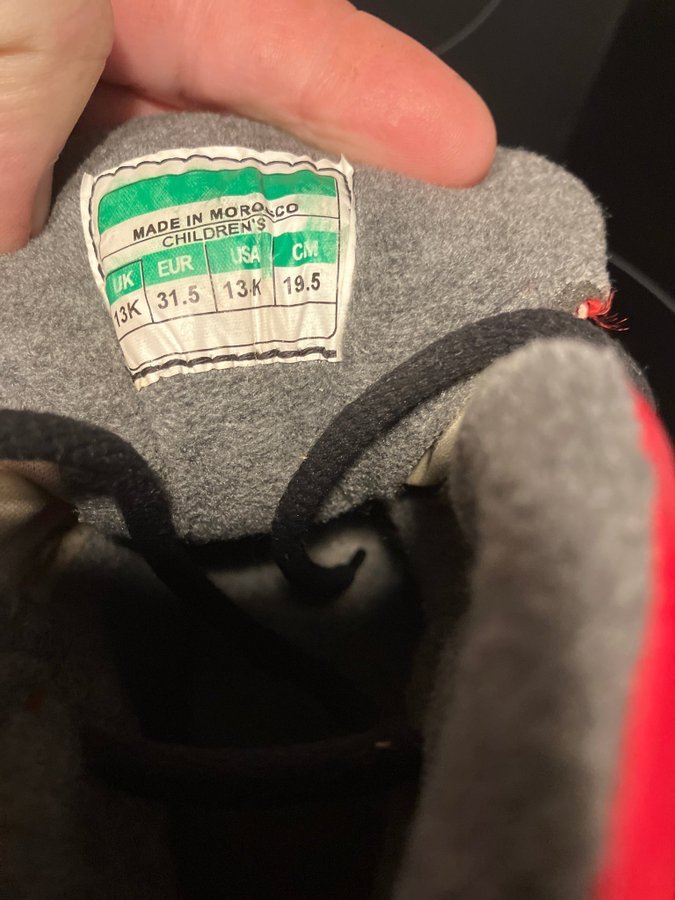 MADE IN MOROCCO
CHILDREN'S
UK EUR USA CM
13K 31.5 13K 19.5